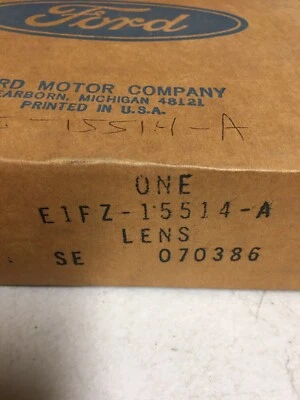 Ford
RD MOTOR COMPANY
EARBORN, MICHIGAN 48121
PRINTED IN U.S.A.
-15514-A
ONE
E1FZ-15514-A
LENS
SE 070386